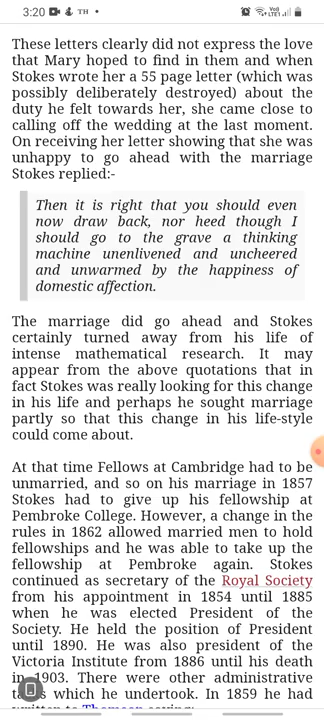 3:20 TH •
Vo) LTE1
These letters clearly did not express the love
that Mary hoped to find in them and when
Stokes wrote her a 55 page letter (which was
possibly deliberately destroyed) about the
duty he felt towards her, she came close to
calling off the wedding at the last moment.
On receiving her letter showing that she was
unhappy to go ahead with the marriage
Stokes replied:-
Then it is right that you should even
now draw back, nor heed though I
should go to the grave a thinking
machine unenlivened and uncheered
and unwarmed by the happiness of
domestic affection.
The marriage did go ahead and Stokes
certainly turned away from his life of
intense mathematical research. It may
appear from the above quotations that in
fact Stokes was really looking for this change
in his life and perhaps he sought marriage
partly so that this change in his life-style
could come about.
At that time Fellows at Cambridge had to be
unmarried, and so on his marriage in 1857
Stokes had to give up his fellowship at
Pembroke College. However, a change in the
rules in 1862 allowed married men to hold
fellowships and he was able to take up the
fellowship at Pembroke again. Stokes
continued as secretary of the Royal Society
from his appointment in 1854 until 1885
when he was elected President of the
Society. He held the position of President
until 1890. He was also president of the
Victoria Institute from 1886 until his death
in 1903. There were other administrative
which he undertook. In 1859 he had